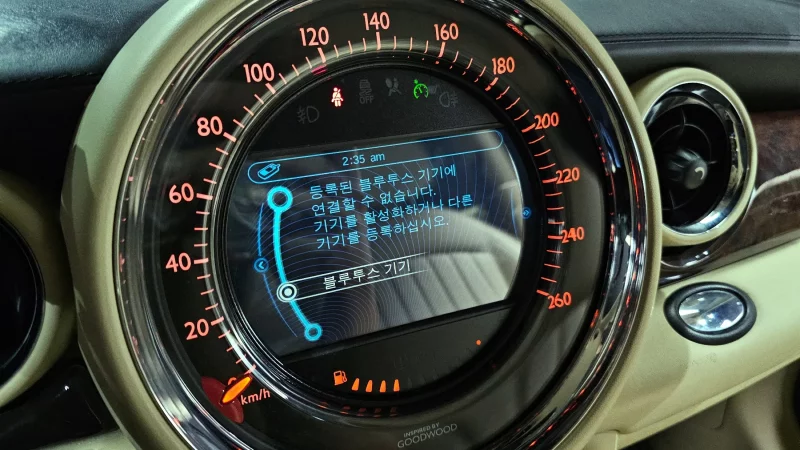 140
120
160
100
180
80
200
60
220
40
240
20
260
km/h
2:35 am
등록된 블루투스 기기에
연결할 수 없습니다.
기기를 활성화하거나 다른
기기를 등록하십시오.
블루투스 기기
INSPIRED BY
GOODWOOD